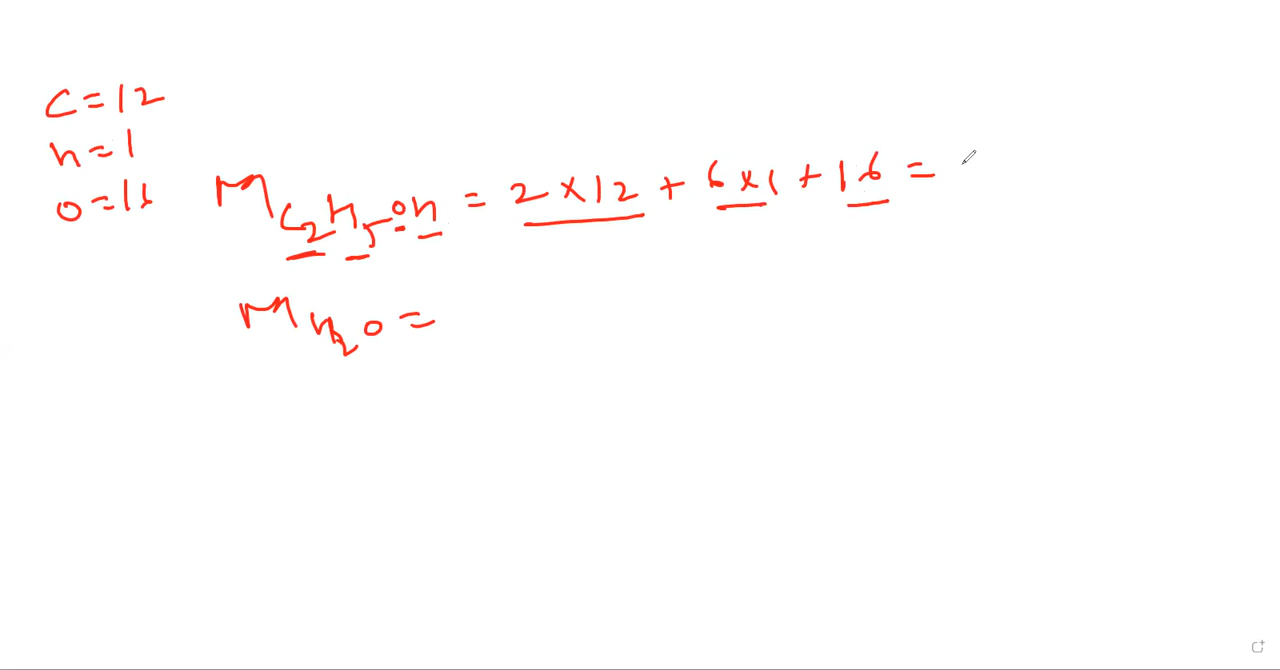 C = 12
H = 1
O = 16
M C₂H₅OH = 2 × 12 + 6 × 1 + 16 =
M H₂O =